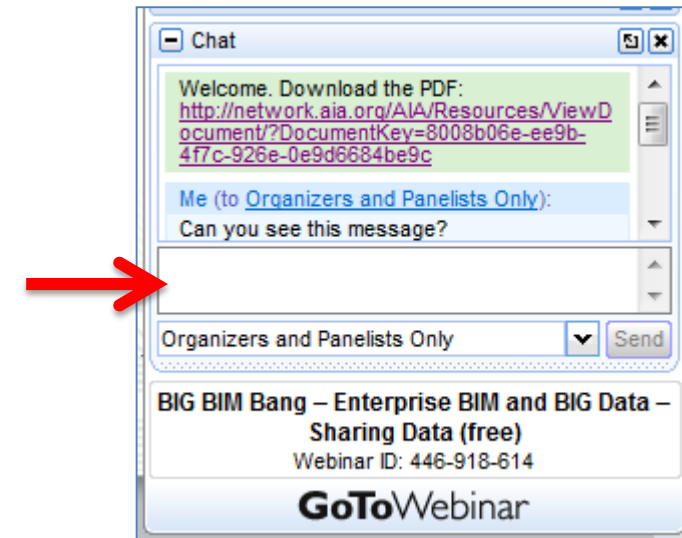 Chat
Welcome. Download the PDF:
http://network.aia.org/AIA/Resources/ViewD
ocument/?DocumentKey=8008b06e-ee9b-
4f7c-926e-0e9d6684be9c
Me (to Organizers and Panelists Only):
Can you see this message?
Organizers and Panelists Only
Send
BIG BIM Bang – Enterprise BIM and BIG Data –
Sharing Data (free)
Webinar ID: 446-918-614
GoToWebinar